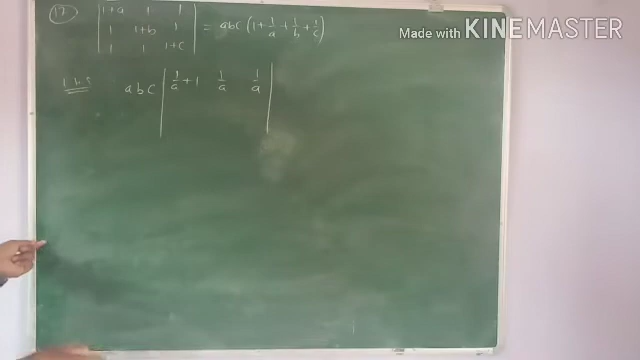 Made with KINEMASTER
17) | 1+a 1 1 |
| 1 1+b 1 | = abc (1 + 1/a + 1/b + 1/c)
| 1 1 1+c |
L.H.S abc | 1/a + 1 1/a 1/a |